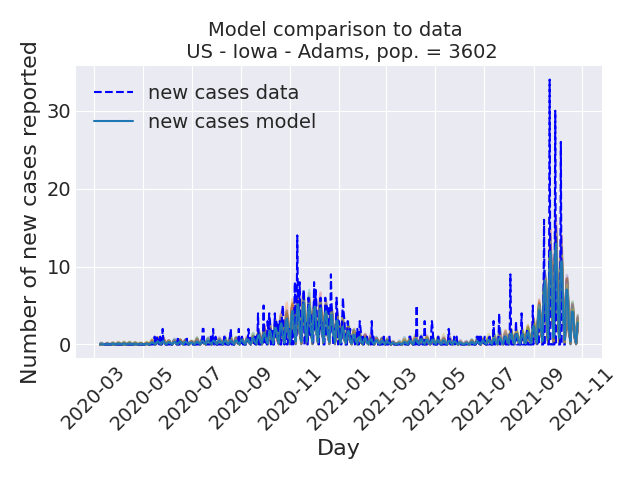 Model comparison to data
US - Iowa - Adams, pop. = 3602
new cases data
new cases model
Number of new cases reported
30
20
10
0
2020-03
2020-05
2020-07
2020-09
2020-11
2021-01
2021-03
2021-05
2021-07
2021-09
2021-11
Day